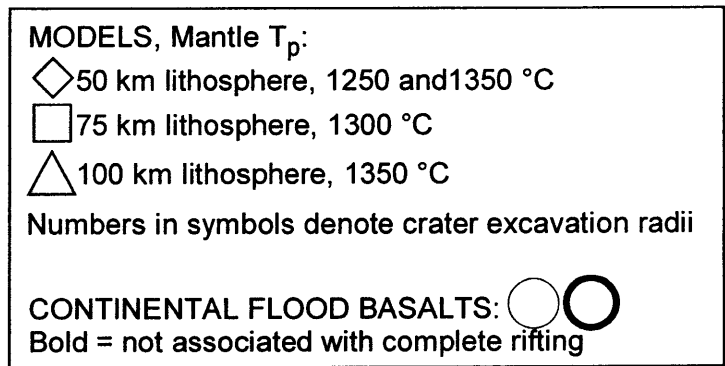 MODELS, Mantle Tp:
50 km lithosphere, 1250 and1350 °C
75 km lithosphere, 1300 °C
100 km lithosphere, 1350 °C
Numbers in symbols denote crater excavation radii
CONTINENTAL FLOOD BASALTS:
Bold = not associated with complete rifting